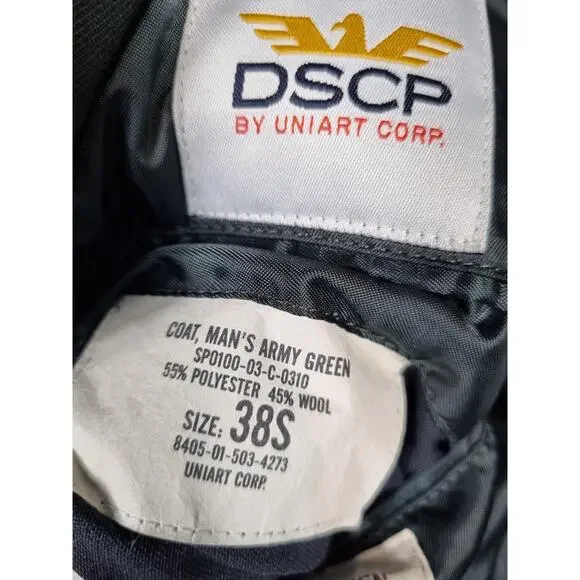 DSCP
BY UNIART CORP.
COAT, MAN'S ARMY GREEN
SP0100-03-C-0310
55% POLYESTER 45% WOOL
SIZE: 38S
8405-01-503-4273
UNIART CORP.